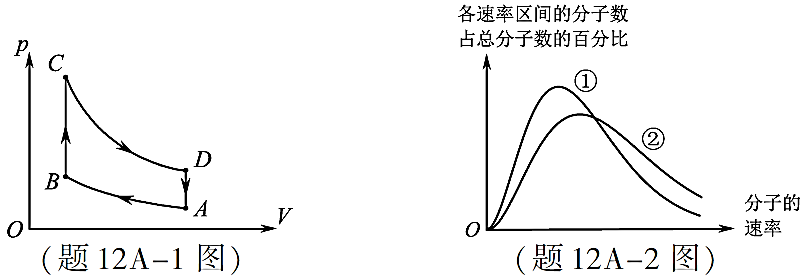 p
C
D
B
A
O
V
(题 12A-1 图)
各速率区间的分子数
占总分子数的百分比
①
②
O
分子的
速率
(题 12A-2 图)